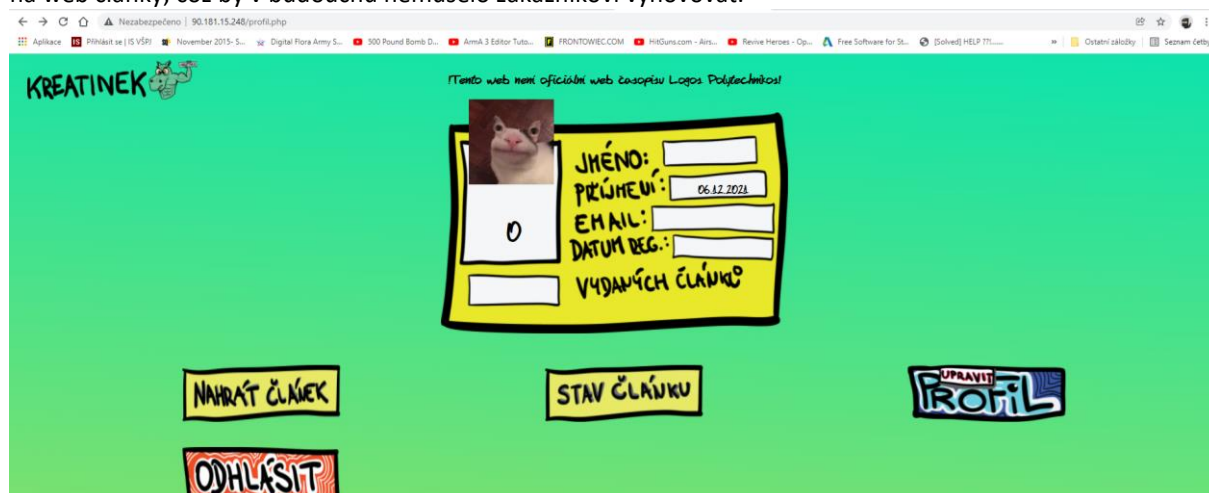 na web články, což by v budoucnu nemuselo zákazníkovi vyhovovat.
Nezabezpečeno | 90.181.15.248/profil.php
Aplikace Přihlásit se | IS VŠPJ November 2015- S... Digital Flora Army S... 500 Pound Bomb D... ArmA 3 Editor Tuto... FRONTOWIEC.COM HitGuns.com - Airs... Revive Heroes - Op... Free Software for St... [Solved] HELP ??!...... » Ostatní záložky Seznam četby
KREATINEK
!Tento web není oficiální web časopisu Logos Polytechnikos!
JMÉNO:
PŘÍJMENÍ: 06.12.2021
EMAIL:
0
DATUM REG.:
VYDANÝCH ČLÁNKŮ
NAHRÁT ČLÁNEK STAV ČLÁNKU UPRAVIT PROFIL
ODHLÁSIT